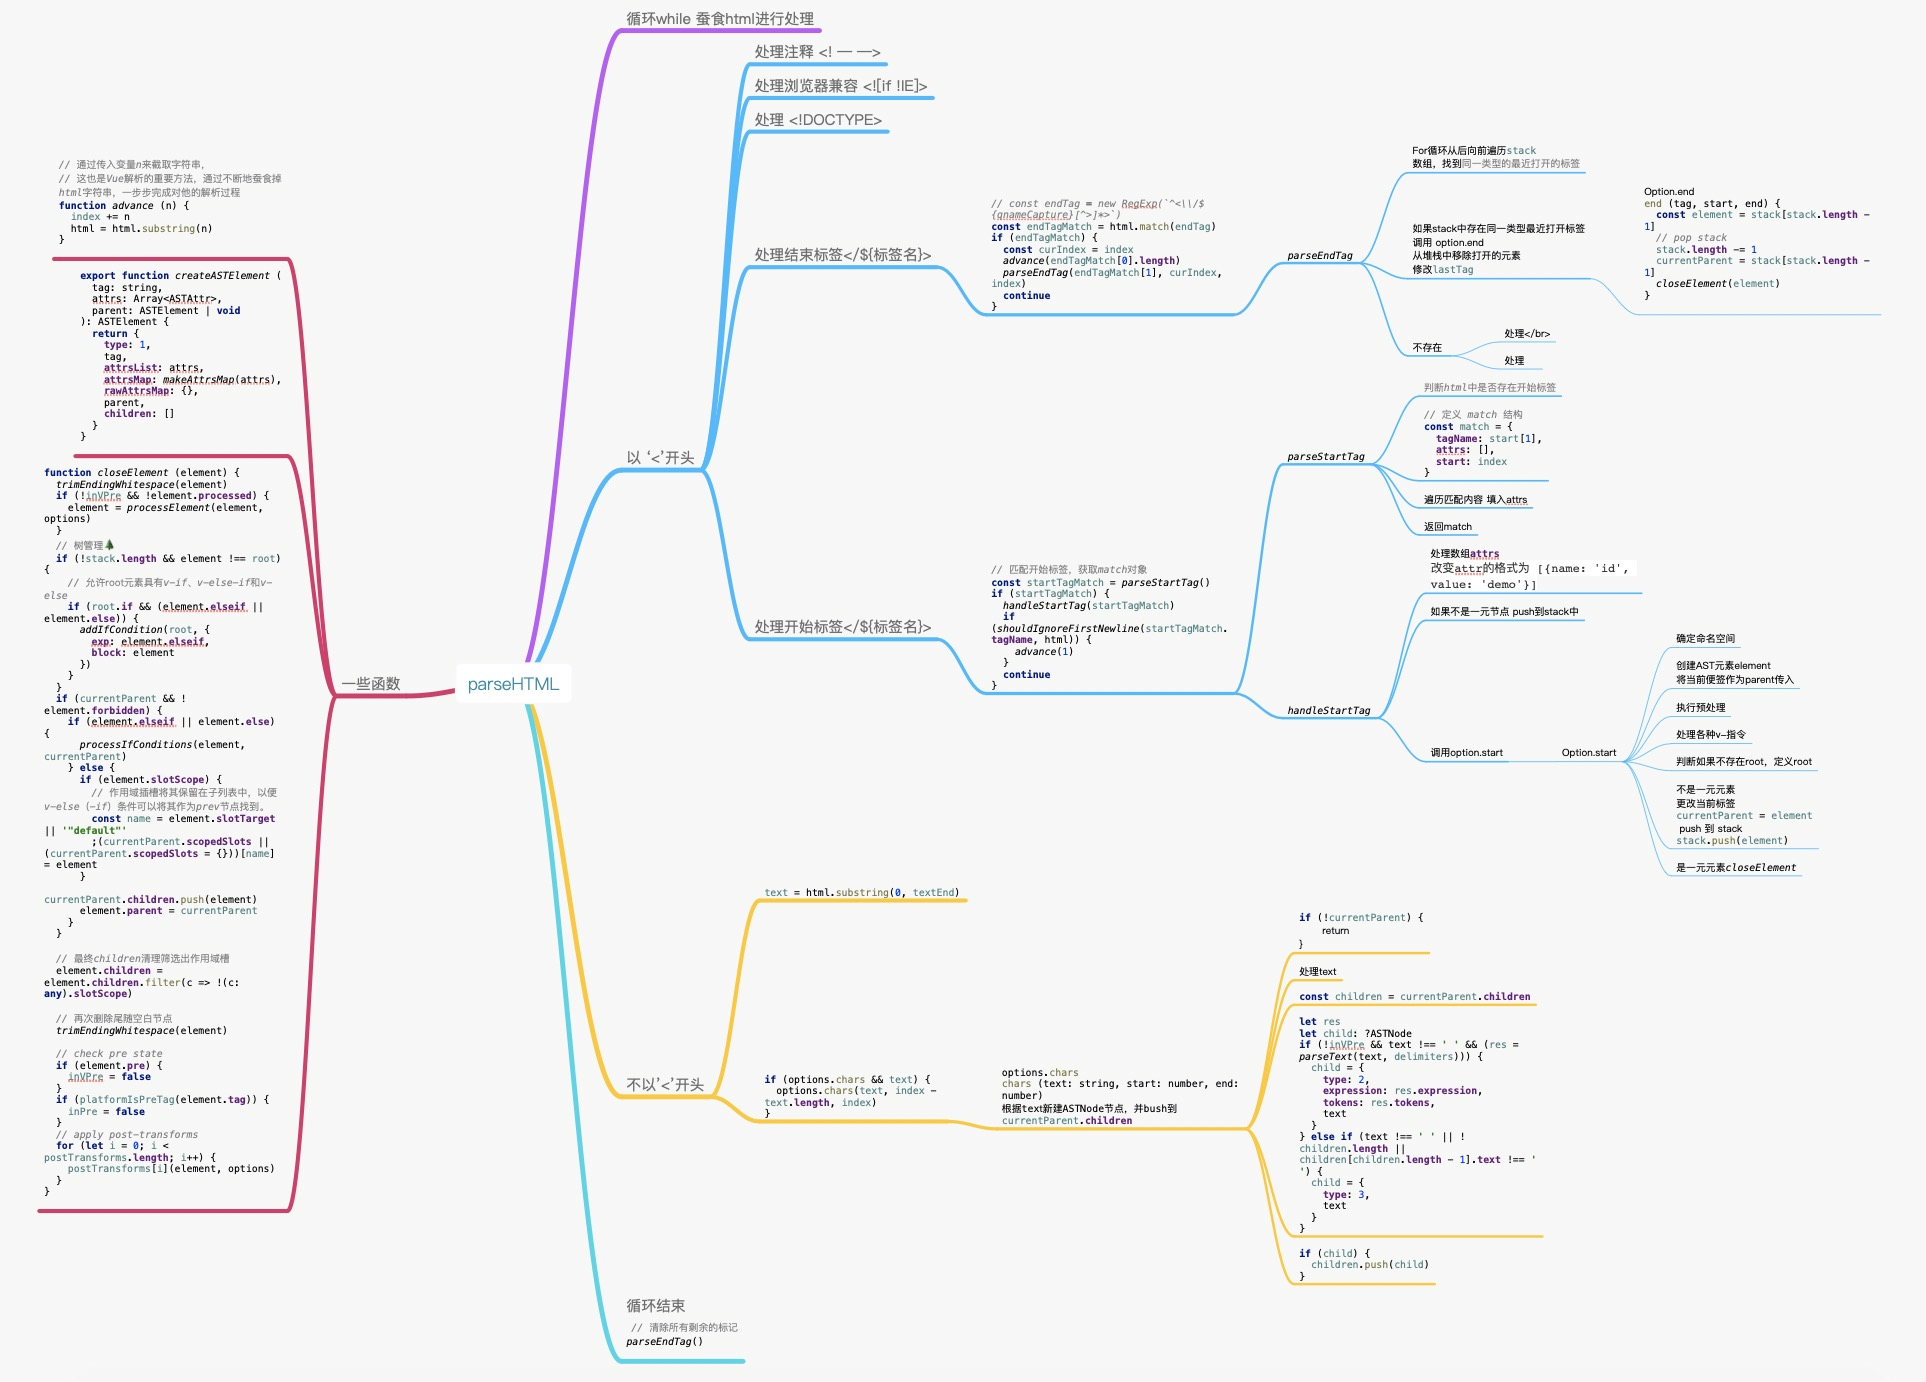 parseHTML
循环while 蚕食html进行处理
以 ‘<’开头
处理注释 <! — —>
处理浏览器兼容 <![if !IE]>
处理 <!DOCTYPE>
处理结束标签</${标签名}>
// const endTag = new RegExp(`^<\\/$
{qnameCapture}[^>]*>`)
const endTagMatch = html.match(endTag)
if (endTagMatch) {
  const curIndex = index
  advance(endTagMatch[0].length)
  parseEndTag(endTagMatch[1], curIndex,
index)
  continue
}
parseEndTag
For循环从后向前遍历stack
数组，找到同一类型的最近打开的标签
如果stack中存在同一类型最近打开标签
调用 option.end
从堆栈中移除打开的元素
修改lastTag
Option.end
end (tag, start, end) {
  const element = stack[stack.length -
1]
  // pop stack
  stack.length -= 1
  currentParent = stack[stack.length -
1]
  closeElement(element)
}
不存在
处理</br>
处理
处理开始标签</${标签名}>
// 匹配开始标签，获取match对象
const startTagMatch = parseStartTag()
if (startTagMatch) {
  handleStartTag(startTagMatch)
  if
(shouldIgnoreFirstNewline(startTagMatch.
tagName, html)) {
    advance(1)
  }
  continue
}
parseStartTag
判断html中是否存在开始标签
// 定义 match 结构
const match = {
  tagName: start[1],
  attrs: [],
  start: index
}
遍历匹配内容 填入attrs
返回match
handleStartTag
处理数组attrs
改变attr的格式为 [{name: 'id',
value: 'demo'}]
如果不是一元节点 push到stack中
调用option.start
Option.start
确定命名空间
创建AST元素element
将当前便签作为parent传入
执行预处理
处理各种v-指令
判断如果不存在root，定义root
不是一元元素
更改当前标签
currentParent = element
 push 到 stack
stack.push(element)
是一元元素closeElement
不以‘<’开头
text = html.substring(0, textEnd)
if (options.chars && text) {
  options.chars(text, index -
text.length, index)
}
options.chars
chars (text: string, start: number, end:
number)
根据text新建ASTNode节点，并bush到
currentParent.children
if (!currentParent) {
    return
}
处理text
const children = currentParent.children
let res
let child: ?ASTNode
if (!inVPre && text !== ' ' && (res =
parseText(text, delimiters))) {
  child = {
    type: 2,
    expression: res.expression,
    tokens: res.tokens,
    text
  }
} else if (text !== ' ' || !
children.length ||
children[children.length - 1].text !== '
') {
  child = {
    type: 3,
    text
  }
}
if (child) {
  children.push(child)
}
循环结束
// 清除所有剩余的标记
parseEndTag()
一些函数
// 通过传入变量n来截取字符串，
// 这也是Vue解析的重要方法，通过不断地蚕食掉
html字符串，一步步完成对他的解析过程
function advance (n) {
  index += n
  html = html.substring(n)
}
export function createASTElement (
  tag: string,
  attrs: Array<ASTAttr>,
  parent: ASTElement | void
): ASTElement {
  return {
    type: 1,
    tag,
    attrsList: attrs,
    attrsMap: makeAttrsMap(attrs),
    rawAttrsMap: {},
    parent,
    children: []
  }
}
function closeElement (element) {
  trimEndingWhitespace(element)
  if (!inVPre && !element.processed) {
    element = processElement(element,
options)
  }
  // 树管理🌲
  if (!stack.length && element !== root)
{
    // 允许root元素具有v-if、v-else-if和v-
else
    if (root.if && (element.elseif ||
element.else)) {
      addIfCondition(root, {
        exp: element.elseif,
        block: element
      })
    }
  }
  if (currentParent && !
element.forbidden) {
    if (element.elseif || element.else)
{
      processIfConditions(element,
currentParent)
    } else {
      if (element.slotScope) {
        // 作用域插槽将其保留在子列表中，以便
v-else（-if）条件可以将其作为prev节点找到。
        const name = element.slotTarget
|| '"default"'
        ;(currentParent.scopedSlots ||
(currentParent.scopedSlots = {}))[name]
= element
      }
currentParent.children.push(element)
      element.parent = currentParent
    }
  }
  // 最终children清理筛选出作用域槽
  element.children =
element.children.filter(c => !(c:
any).slotScope)
  // 再次删除尾随空白节点
  trimEndingWhitespace(element)
  // check pre state
  if (element.pre) {
    inVPre = false
  }
  if (platformIsPreTag(element.tag)) {
    inPre = false
  }
  // apply post-transforms
  for (let i = 0; i <
postTransforms.length; i++) {
    postTransforms[i](element, options)
  }
}